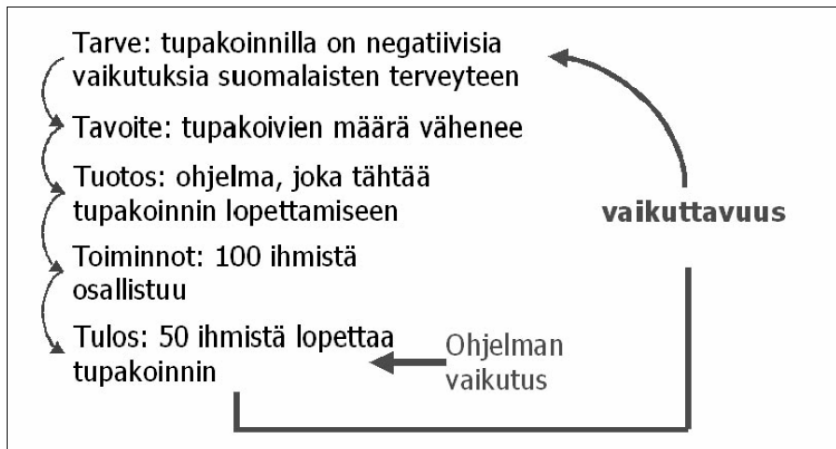 Tarve: tupakoinnilla on negatiivisia
vaikutuksia suomalaisten terveyteen
Tavoite: tupakoivien määrä vähenee
Tuotos: ohjelma, joka tähtää
tupakoinnin lopettamiseen
vaikuttavuus
Toiminnot: 100 ihmistä
osallistuu
Tulos: 50 ihmistä lopettaa
tupakoinnin
Ohjelman
vaikutus